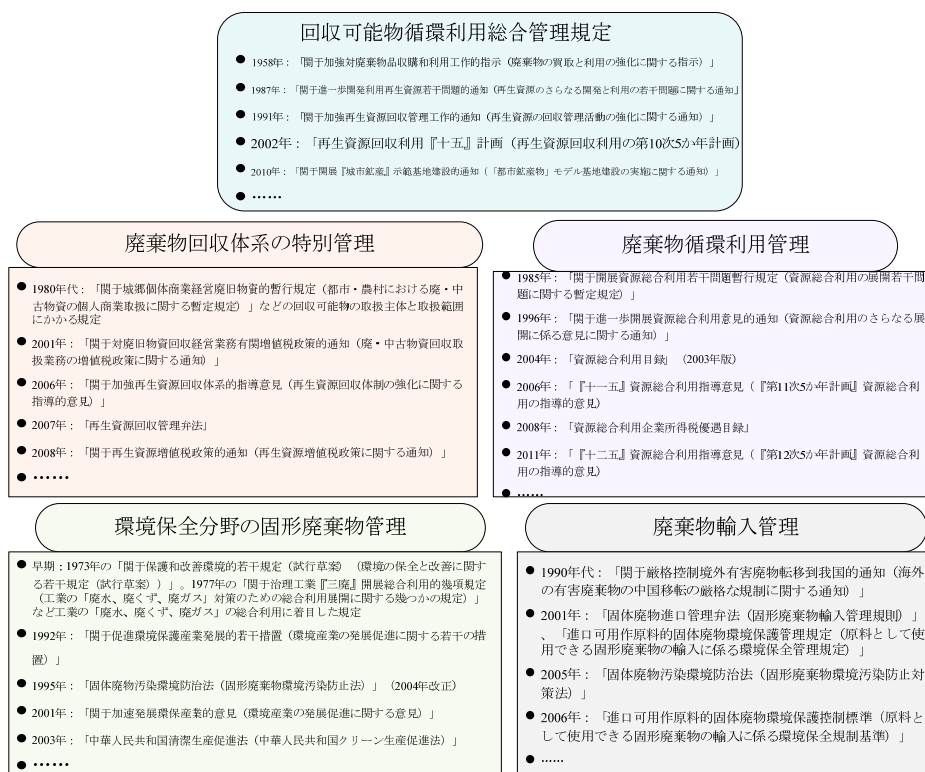 回収可能物循環利用総合管理規定
● 1958年：「関于加強対廃棄物品収購和利用工作的指示（廃棄物の買取と利用の強化に関する指示）」
● 1987年：「関于進一歩開発利用再生資源若干問題的通知（再生資源のさらなる開発と利用の若干問題に関する通知」
● 1991年：「関于加強再生資源回収管理工作的通知（再生資源の回収管理活動の強化に関する通知）」
● 2002年：「再生資源回収利用『十五』計画（再生資源回収利用の第10次5か年計画）
● 2010年：「関于開展『城市鉱産』示範基地建設的通知（「都市鉱産物」モデル基地建設の実施に関する通知）」
● ……
廃棄物回収体系の特別管理
● 1980年代：「関于城郷個体商業経営廃旧物資的暫行規定（都市・農村における廃・中
古物資の個人商業取扱に関する暫定規定）」などの回収可能物の取扱主体と取扱範囲
にかかる規定
● 2001年：「関于対廃旧物資回収経営業務有関増値税政策的通知（廃・中古物資回収取
扱業務の増値税政策に関する通知）」
● 2006年：「関于加強再生資源回収体系的指導意見（再生資源回収体制の強化に関する
指導的意見）」
● 2007年：「再生資源回収管理弁法」
● 2008年：「関于再生資源増値税政策的通知（再生資源増値税政策に関する通知）」
● ……
廃棄物循環利用管理
● 1985年：「関于開展資源総合利用若干問題暫行規定（資源総合利用の展開若干問
題に関する暫定規定）」
● 1996年：「関于進一歩開展資源総合利用意見的通知（資源総合利用のさらなる展
開に係る意見に関する通知）」
● 2004年：「資源総合利用目録」（2003年版）
● 2006年：「『十一五』資源総合利用指導意見（『第11次5か年計画』資源総合利
用の指導的意見）
● 2008年：「資源総合利用企業所得税優遇目録」
● 2011年：「『十二五』資源総合利用指導意見（『第12次5か年計画』資源総合利
用の指導的意見）
● ……
環境保全分野の固形廃棄物管理
● 早期：1973年の「関于保護和改善環境的若干規定（試行草案）（環境の保全と改善に関す
る若干規定（試行草案））」。1977年の「関于治理工業『三廃』開展総合利用的幾項規定
（工業の「廃水、廃くず、廃ガス」対策のための総合利用展開に関する幾つかの規定）」
など工業の「廃水、廃くず、廃ガス」の総合利用に着目した規定
● 1992年：「関于促進環境保護産業発展的若干措置（環境産業の発展促進に関する若干の措
置）」
● 1995年：「固体廃物汚染環境防治法（固形廃棄物環境汚染防止法）」（2004年改正）
● 2001年：「関于加速発展環保産業的意見（環境産業の発展促進に関する意見）」
● 2003年：「中華人民共和国清潔生産促進法（中華人民共和国クリーン生産促進法）」
● ……
廃棄物輸入管理
● 1990年代：「関于厳格控制境外有害廃物転移到我国的通知（海外
の有害廃棄物の中国移転の厳格な規制に関する通知）」
● 2001年：「固体廃物進口管理弁法（固形廃棄物輸入管理規則）」
、「進口可用作原料的固体廃物環境保護管理規定（原料として使
用できる固形廃棄物の輸入に係る環境保全管理規定）」
● 2005年：「固体廃物汚染環境防治法（固形廃棄物環境汚染防止対
策法）」
● 2006年：「進口可用作原料的固体廃物環境保護控制標準（原料と
して使用できる固形廃棄物の輸入に係る環境保全規制基準）」
● ……